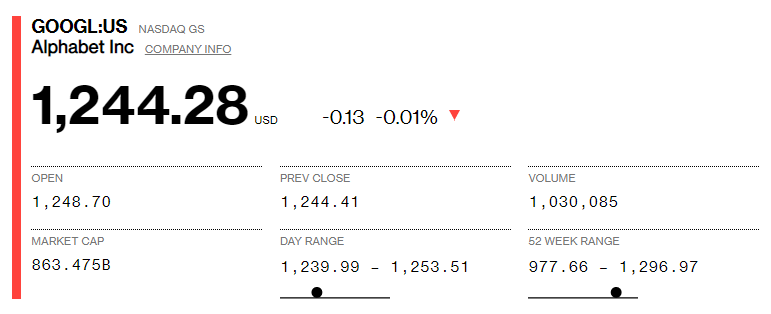 GOOGL:US NASDAQ GS
Alphabet Inc COMPANY INFO
1,244.28 USD -0.13 -0.01% ▼
OPEN PREV CLOSE VOLUME
1,248.70 1,244.41 1,030,085
MARKET CAP DAY RANGE 52 WEEK RANGE
863.475B 1,239.99 – 1,253.51 977.66 – 1,296.97